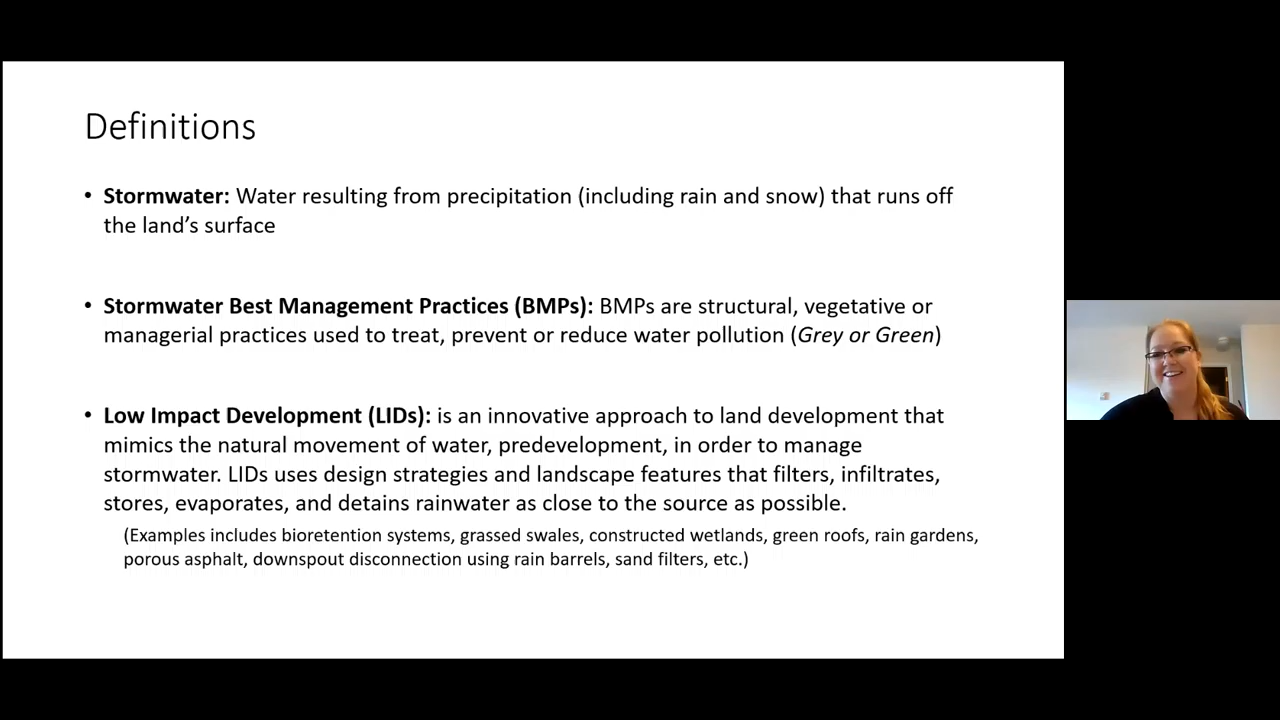 Definitions
• Stormwater: Water resulting from precipitation (including rain and snow) that runs off
the land’s surface
• Stormwater Best Management Practices (BMPs): BMPs are structural, vegetative or
managerial practices used to treat, prevent or reduce water pollution (Grey or Green)
• Low Impact Development (LIDs): is an innovative approach to land development that
mimics the natural movement of water, predevelopment, in order to manage
stormwater. LIDs uses design strategies and landscape features that filters, infiltrates,
stores, evaporates, and detains rainwater as close to the source as possible.
(Examples includes bioretention systems, grassed swales, constructed wetlands, green roofs, rain gardens,
porous asphalt, downspout disconnection using rain barrels, sand filters, etc.)